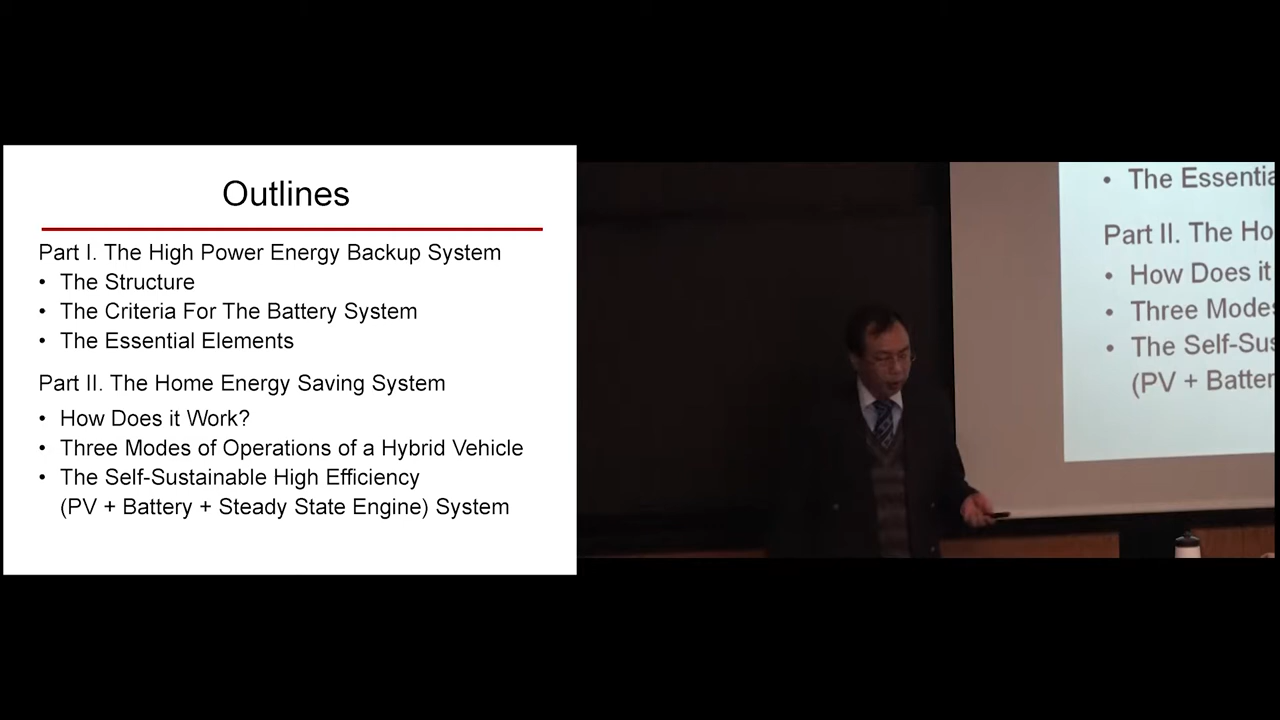 Outlines
Part I. The High Power Energy Backup System
• The Structure
• The Criteria For The Battery System
• The Essential Elements
Part II. The Home Energy Saving System
• How Does it Work?
• Three Modes of Operations of a Hybrid Vehicle
• The Self-Sustainable High Efficiency
(PV + Battery + Steady State Engine) System
• The Essentia
Part II. The Ho
• How Does it
• Three Modes
• The Self-Sus
(PV + Batter